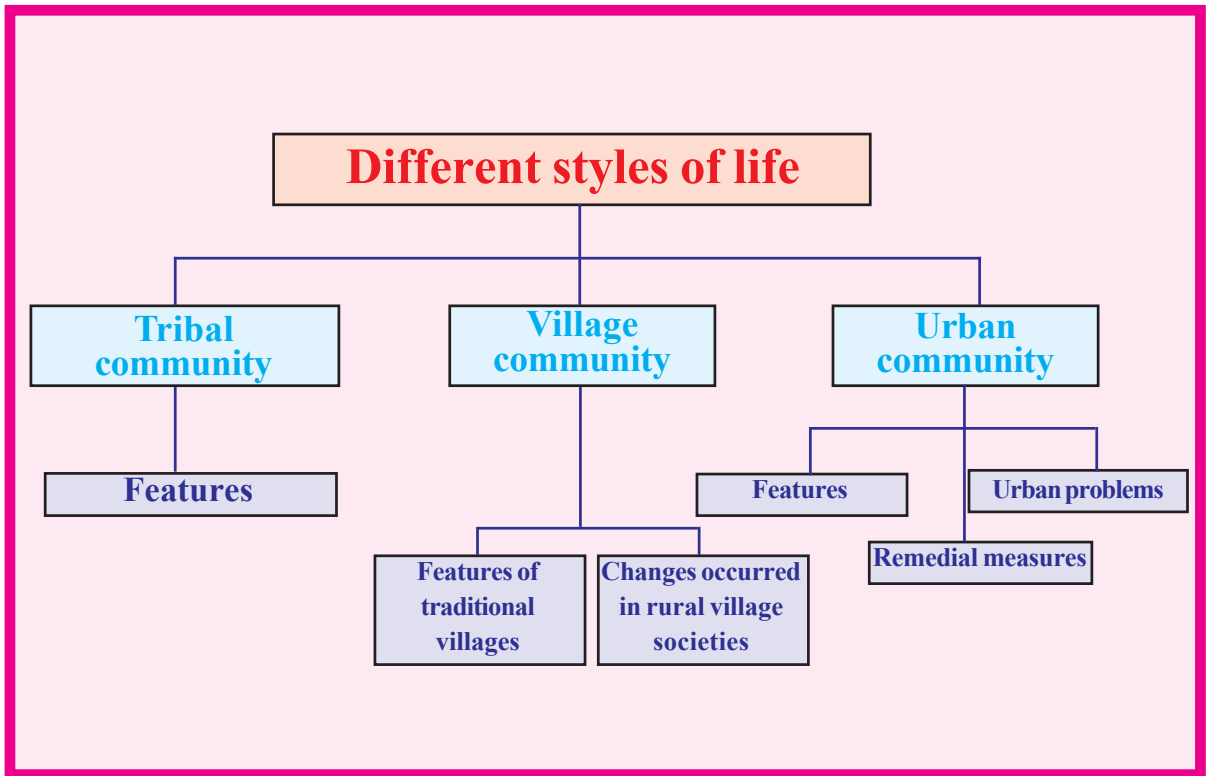 Different styles of life
Tribal
community
Village
community
Urban
community
Features
Features
Urban problems
Remedial measures
Features of
traditional
villages
Changes occurred
in rural village
societies